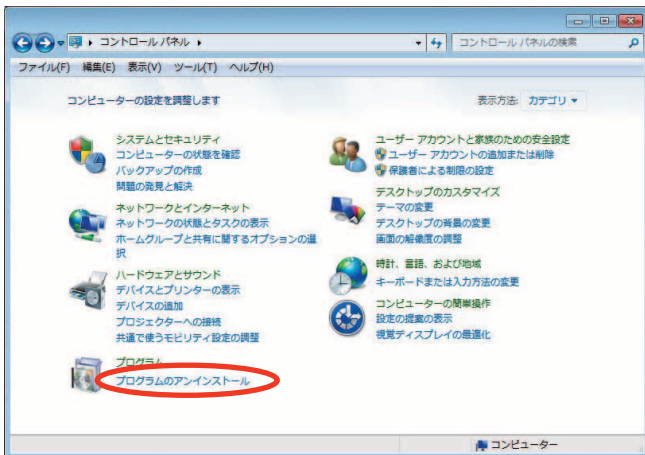 コントロール パネル
コントロール パネルの検索
ファイル(F) 編集(E) 表示(V) ツール(T) ヘルプ(H)
コンピューターの設定を調整します
表示方法: カテゴリ
システムとセキュリティ
コンピューターの状態を確認
バックアップの作成
問題の発見と解決
ネットワークとインターネット
ネットワークの状態とタスクの表示
ホームグループと共有に関するオプションの選
択
ハードウェアとサウンド
デバイスとプリンターの表示
デバイスの追加
プロジェクターへの接続
共通で使うモビリティ設定の調整
プログラム
プログラムのアンインストール
ユーザー アカウントと家族のための安全設定
ユーザー アカウントの追加または削除
保護者による制限の設定
デスクトップのカスタマイズ
テーマの変更
デスクトップの背景の変更
画面の解像度の調整
時計、言語、および地域
キーボードまたは入力方法の変更
コンピューターの簡単操作
設定の提案の表示
視覚ディスプレイの最適化
コンピューター